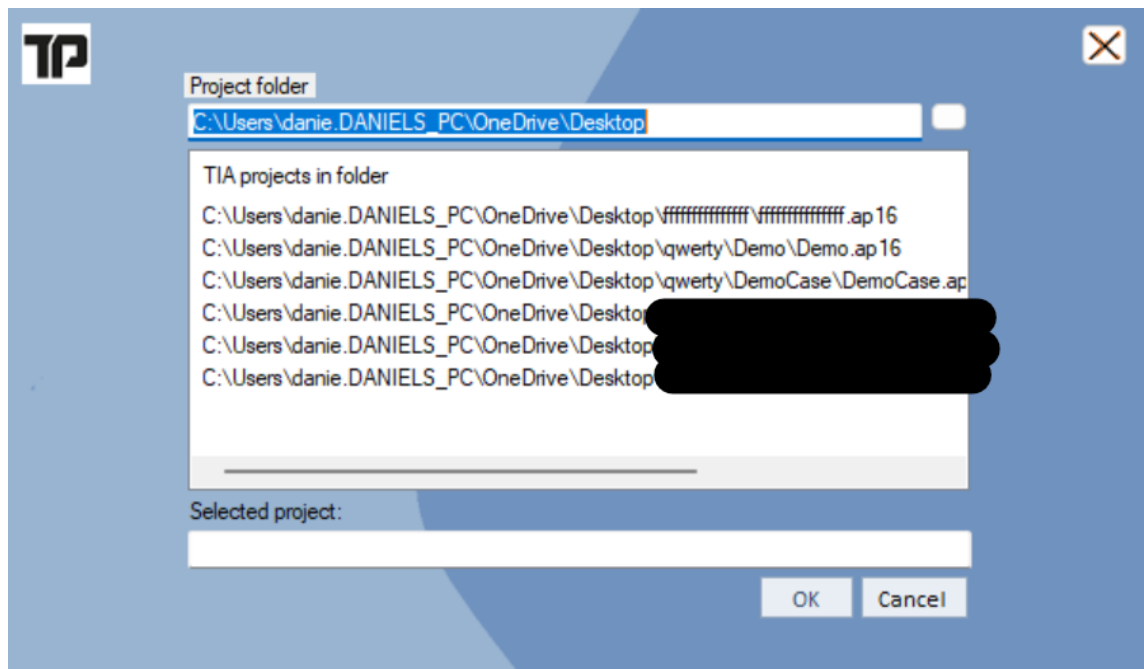 TP
Project folder
C:\Users\danie.DANIELS_PC\OneDrive\Desktop
TIA projects in folder
C:\Users\danie.DANIELS_PC\OneDrive\Desktop\fffffffffffffff\fffffffffffffff.ap16
C:\Users\danie.DANIELS_PC\OneDrive\Desktop\qwerty\Demo\Demo.ap16
C:\Users\danie.DANIELS_PC\OneDrive\Desktop\qwerty\DemoCase\DemoCase.ap
C:\Users\danie.DANIELS_PC\OneDrive\Desktop
C:\Users\danie.DANIELS_PC\OneDrive\Desktop
C:\Users\danie.DANIELS_PC\OneDrive\Desktop
Selected project:
OK Cancel